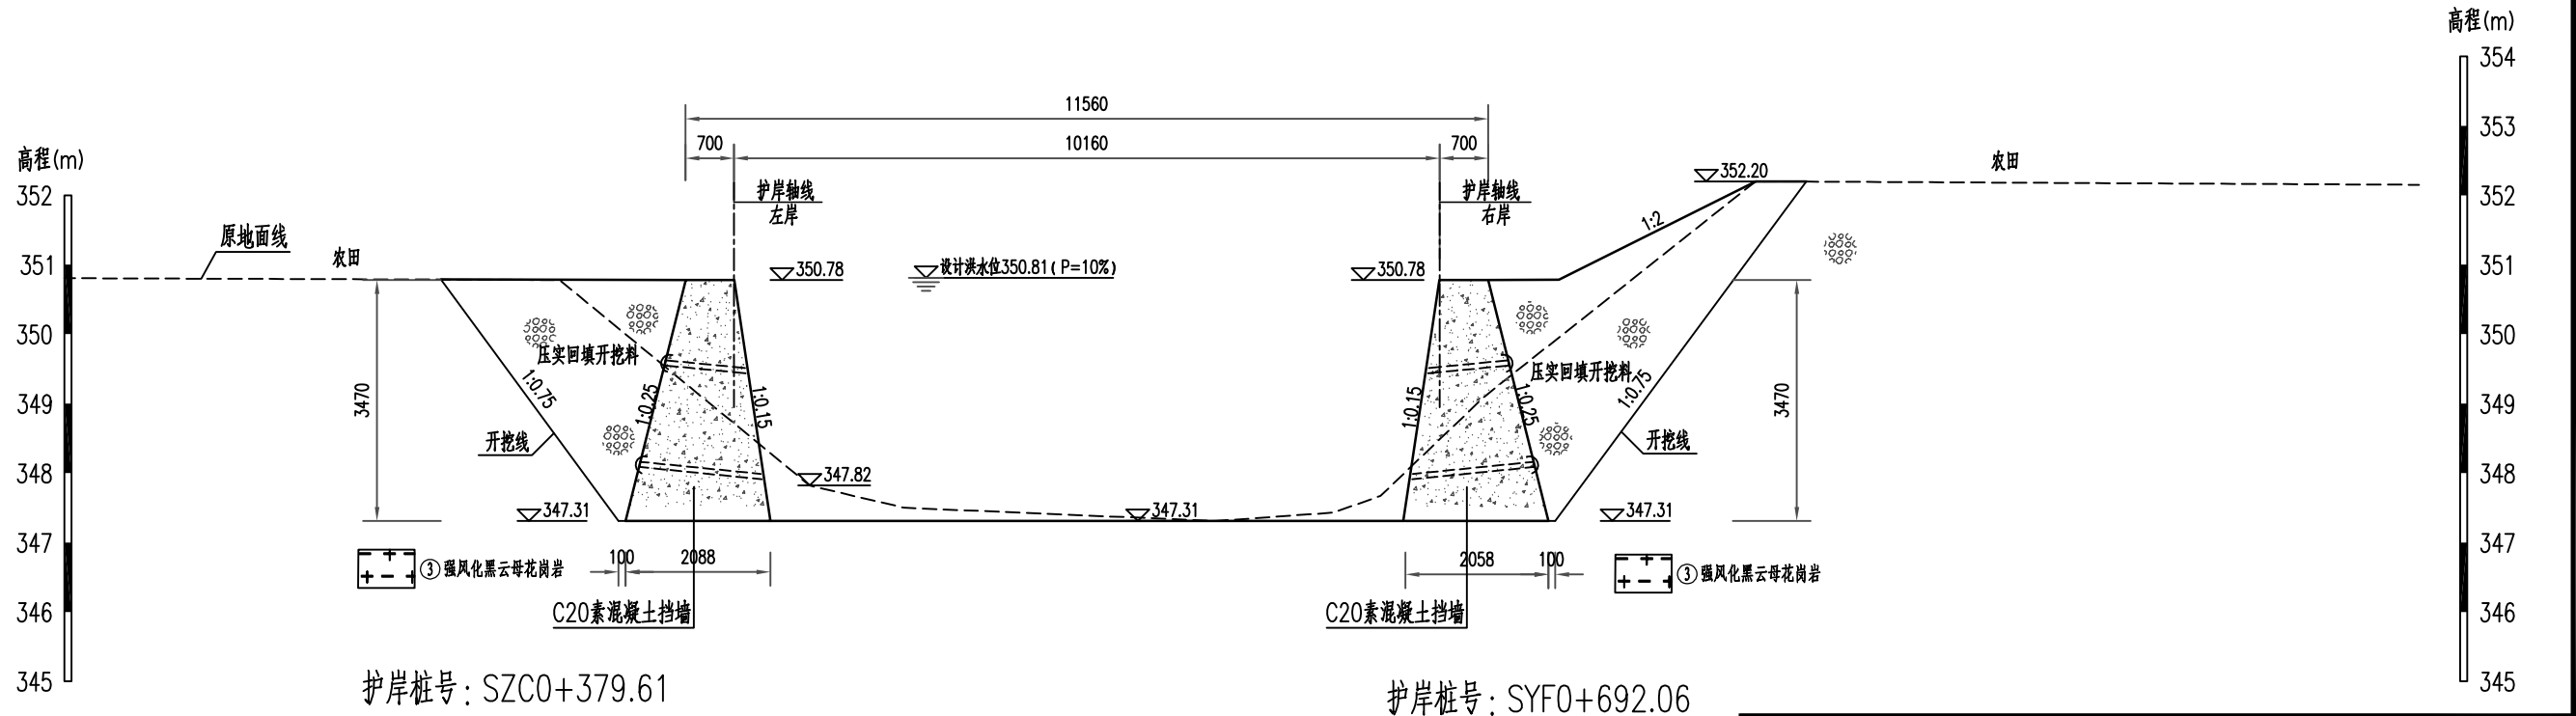 高程(m)
354
353
352
351
350
349
348
347
346
345
高程(m)
352
351
350
349
348
347
346
345
11560
700
10160
700
护岸轴线
左岸
护岸轴线
右岸
352.20
农田
1:2
原地面线
农田
350.78
设计洪水位350.81(P=10%)
350.78
压实回填开挖料
压实回填开挖料
3470
1:0.75
1:0.25
1:0.15
1:0.15
1:0.25
1:0.75
3470
开挖线
开挖线
347.82
347.31
347.31
347.31
100
2088
2058
100
③强风化黑云母花岗岩
③强风化黑云母花岗岩
C20素混凝土挡墙
C20素混凝土挡墙
护岸桩号: SZC0+379.61
护岸桩号: SYF0+692.06